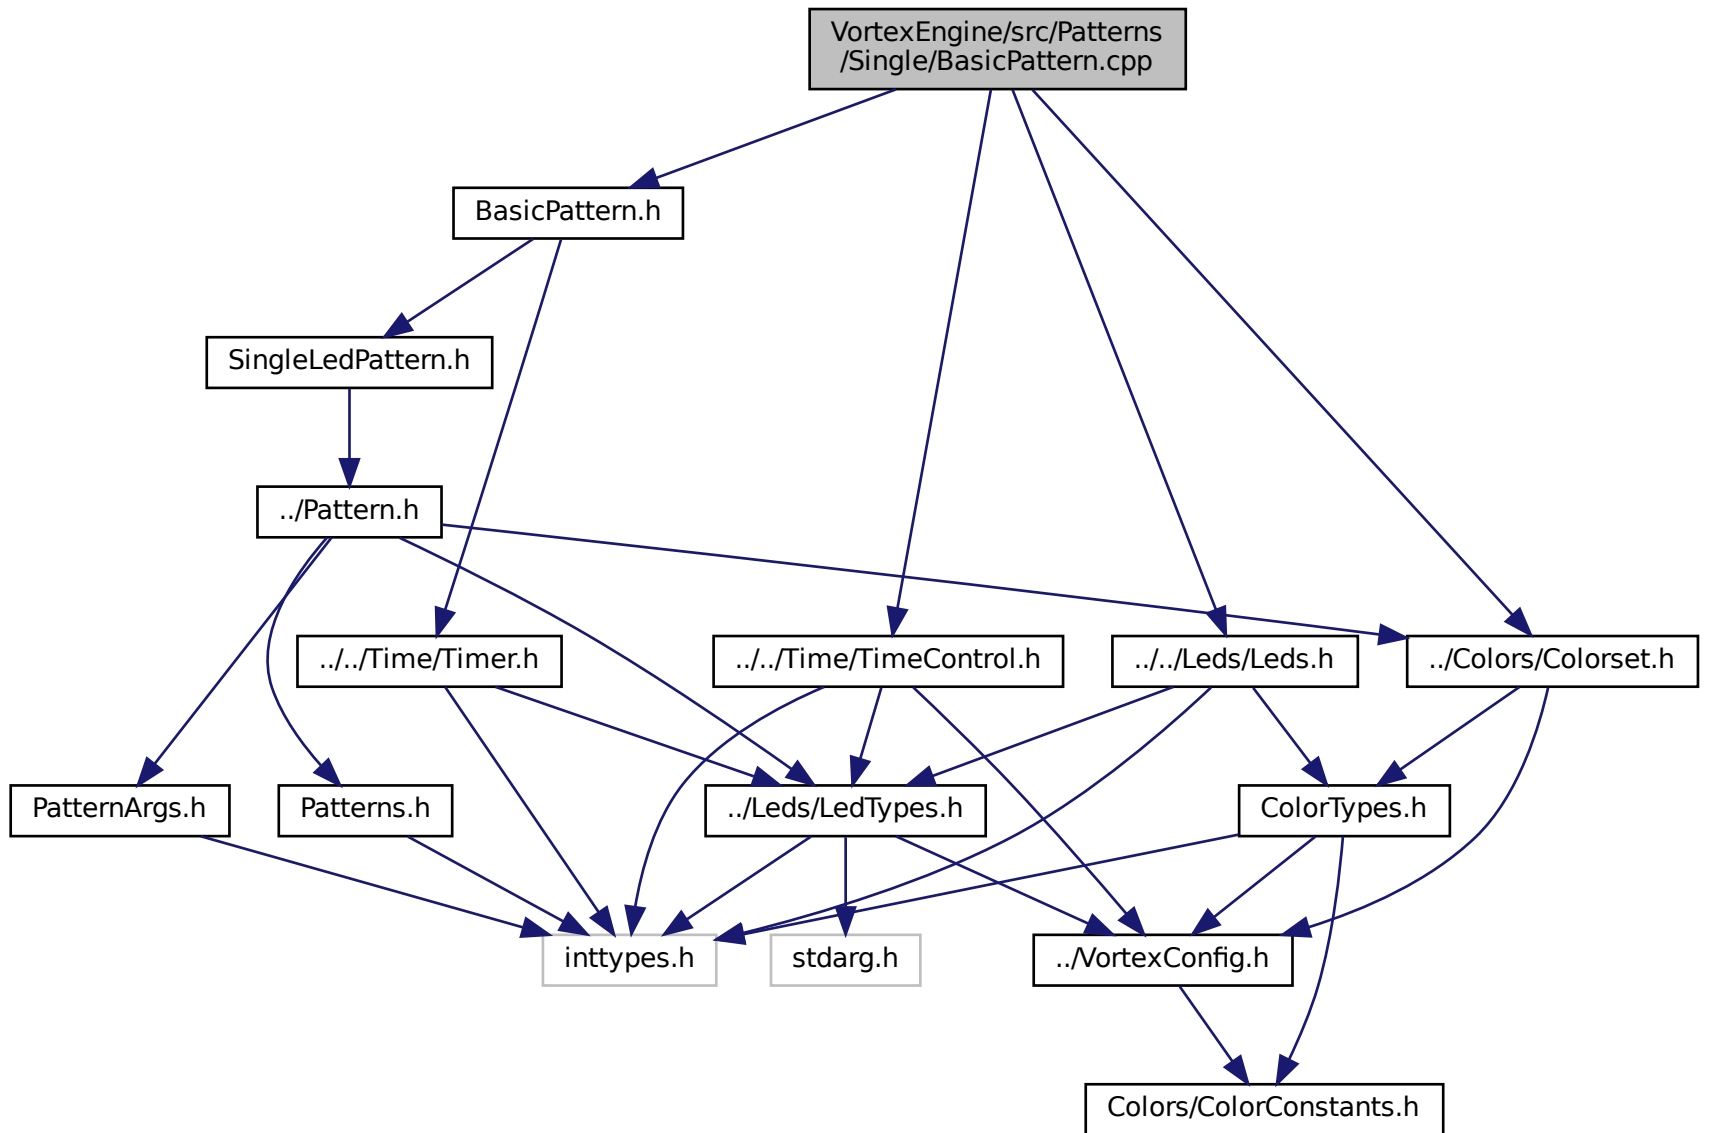 VortexEngine/src/Patterns
/Single/BasicPattern.cpp
BasicPattern.h
SingleLedPattern.h
../Pattern.h
../../Time/Timer.h
../../Time/TimeControl.h
../../Leds/Leds.h
../Colors/Colorset.h
PatternArgs.h
Patterns.h
../Leds/LedTypes.h
ColorTypes.h
inttypes.h
stdarg.h
../VortexConfig.h
Colors/ColorConstants.h